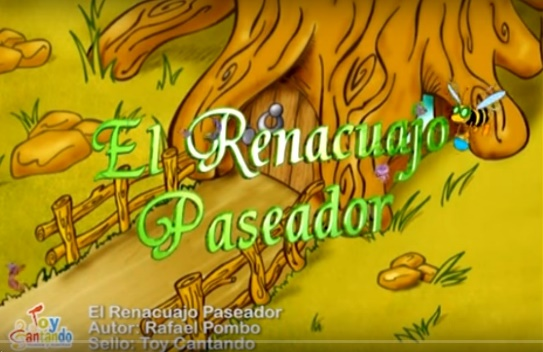 El Renacuajo
Paseador
El Renacuajo Paseador
Autor: Rafael Pombo
Sello: Toy Cantando
Toy
Cantando